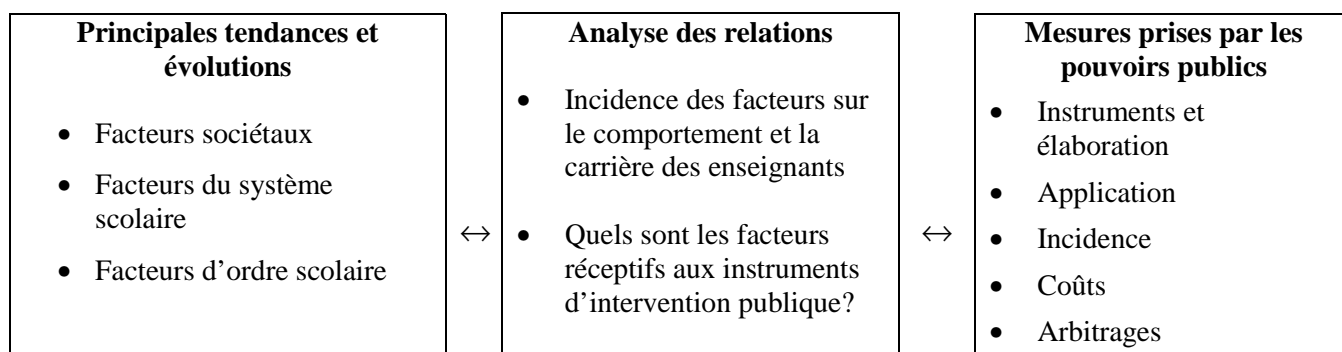 Principales tendances et
évolutions
• Facteurs sociétaux
• Facteurs du système
scolaire
• Facteurs d’ordre scolaire
↔
Analyse des relations
• Incidence des facteurs sur
le comportement et la
carrière des enseignants
• Quels sont les facteurs
réceptifs aux instruments
d’intervention publique?
↔
Mesures prises par les
pouvoirs publics
• Instruments et
élaboration
• Application
• Incidence
• Coûts
• Arbitrages